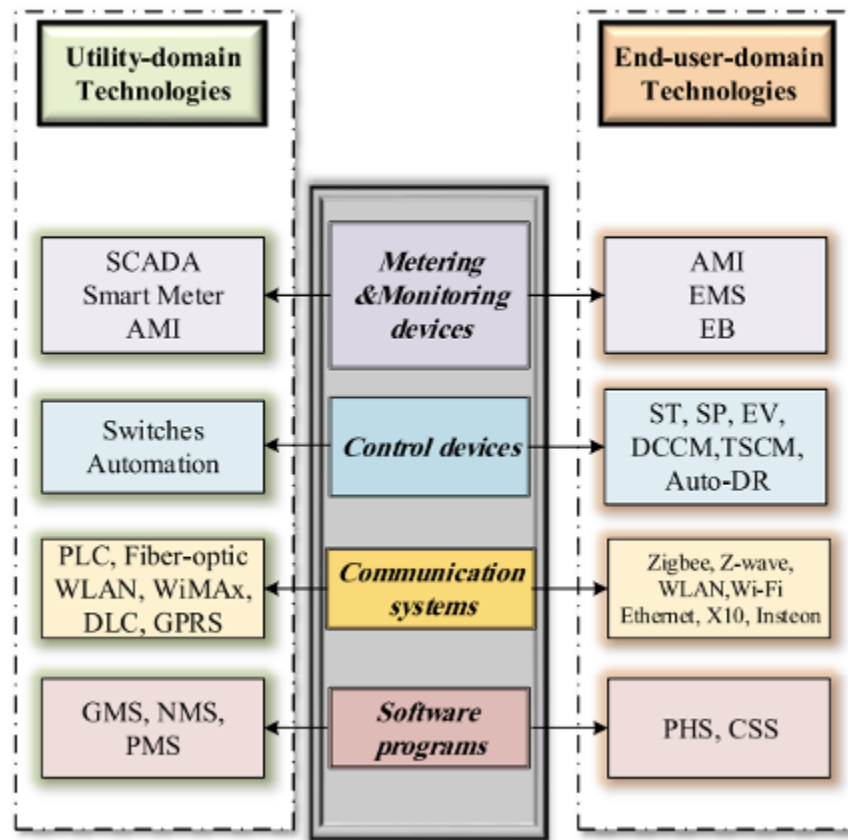 Utility-domain
Technologies
End-user-domain
Technologies
SCADA
Smart Meter
AMI
Metering
&Monitoring
devices
AMI
EMS
EB
Switches
Automation
Control devices
ST, SP, EV,
DCCM,TSCM,
Auto-DR
PLC, Fiber-optic
WLAN, WiMAx,
DLC, GPRS
Communication
systems
Zigbee, Z-wave,
WLAN,Wi-Fi
Ethernet, X10, Insteon
GMS, NMS,
PMS
Software
programs
PHS, CSS